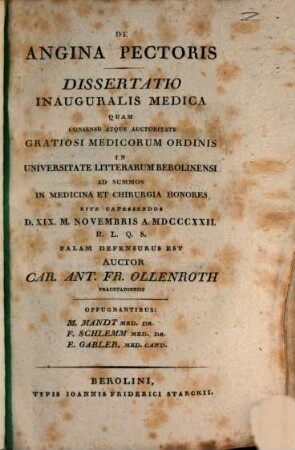 DE
ANGINA PECTORIS
DISSERTATIO
INAUGURALIS MEDICA
QUAM
CONSENSU ATQUE AUCTORITATE
GRATIOSI MEDICORUM ORDINIS
IN
UNIVERSITATE LITTERARUM BEROLINENSI
AD SUMMOS
IN MEDICINA ET CHIRURGIA HONORES
RITE CAPESSENDOS
D. XIX. M. NOVEMBRIS A. MDCCCXXII.
H. L. Q. S.
PALAM DEFENSURUS EST
AUCTOR
CAR. ANT. FR. OLLENROTH
FRAUSTADIENSIS
OPPUGNANTIBUS:
M. MANDT MED. DR.
F. SCHLEMM MED. DR.
E. GABLER, MED. CAND.
BEROLINI,
TYPIS IOANNIS FRIDERICI STARCKII.